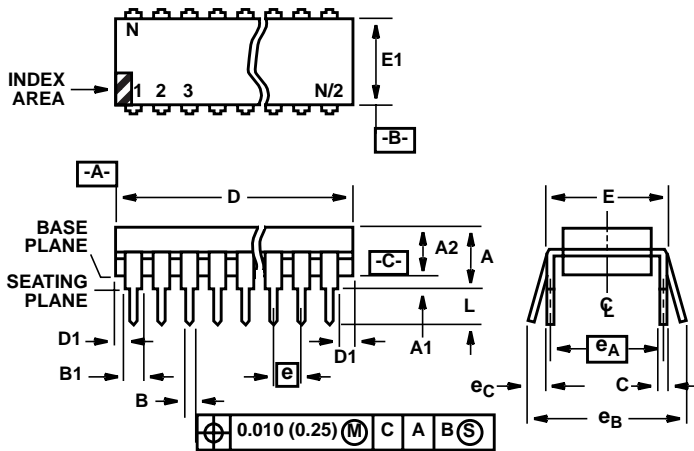 N
E1
INDEX
AREA
1 2 3 N/2
-B-
-A-
D
E
BASE
PLANE
A2
A
-C-
SEATING
PLANE
L
C L
D1
A1
D1
eA
B1
e
eC
C
B
eB
0.010 (0.25) M C A B S